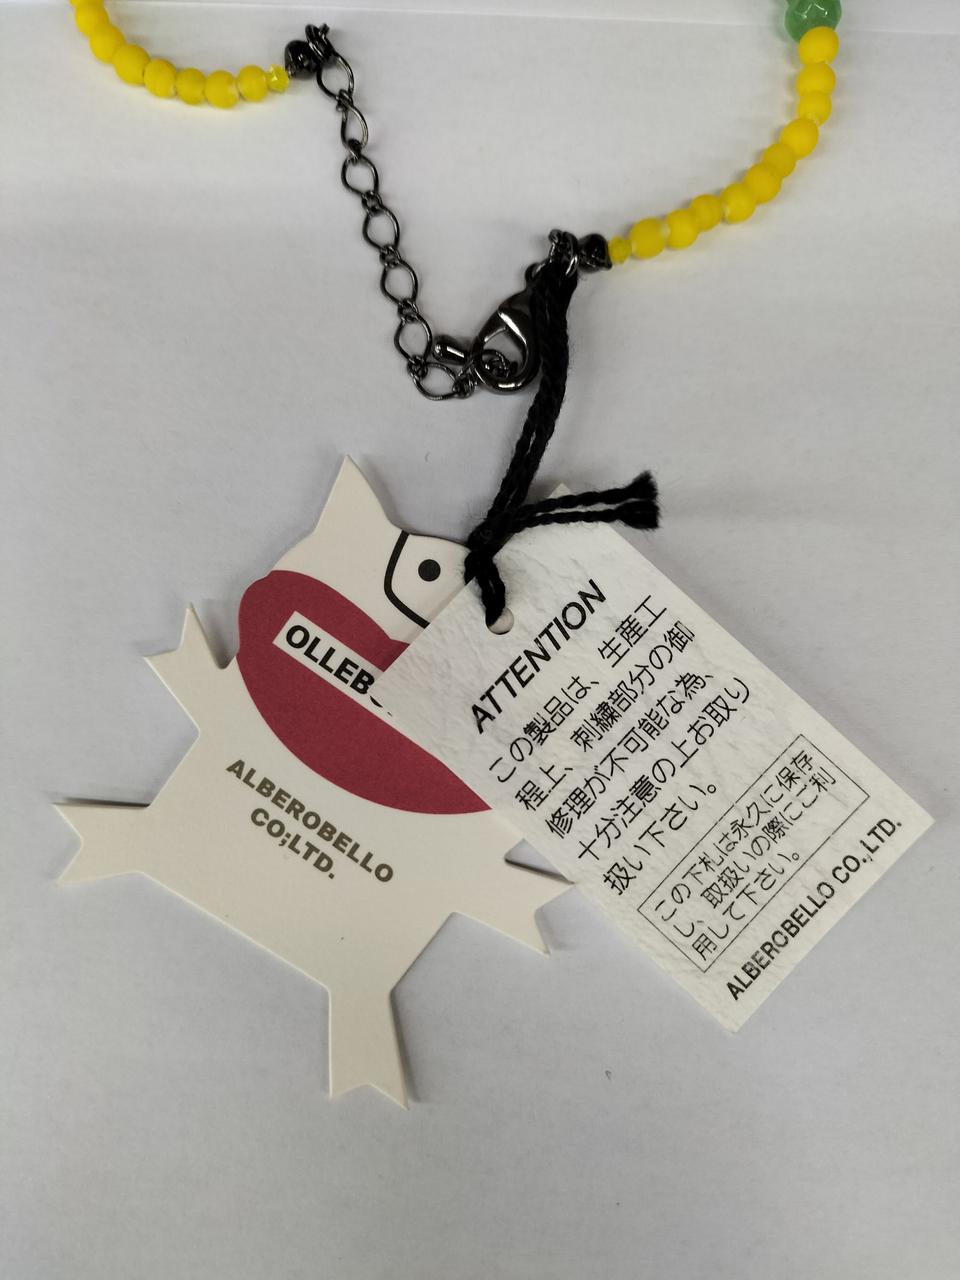 OLLEB
ALBEROBELLO
CO;LTD.
ATTENTION
この製品は、生産工
程上、刺繍部分の御
修理が不可能な為、
十分注意の上お取り
扱い下さい。
この下札は永久に保存
し、取扱いの際にご利
用して下さい。
ALBEROBELLO CO.,LTD.